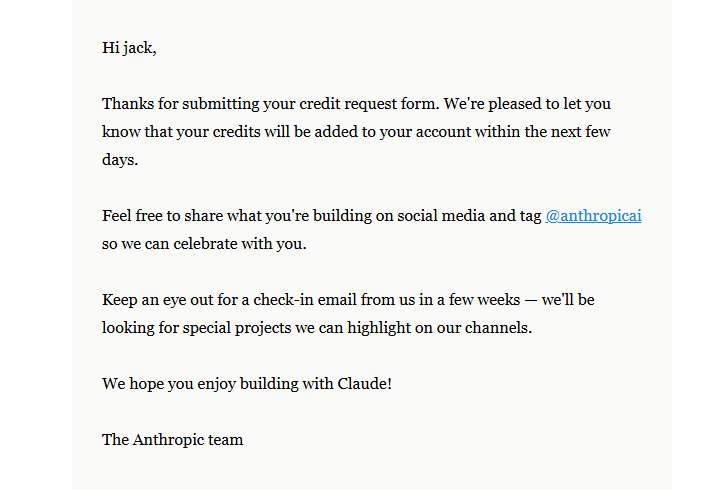 Hi jack,
Thanks for submitting your credit request form. We're pleased to let you
know that your credits will be added to your account within the next few
days.
Feel free to share what you're building on social media and tag @anthropicai
so we can celebrate with you.
Keep an eye out for a check-in email from us in a few weeks — we'll be
looking for special projects we can highlight on our channels.
We hope you enjoy building with Claude!
The Anthropic team